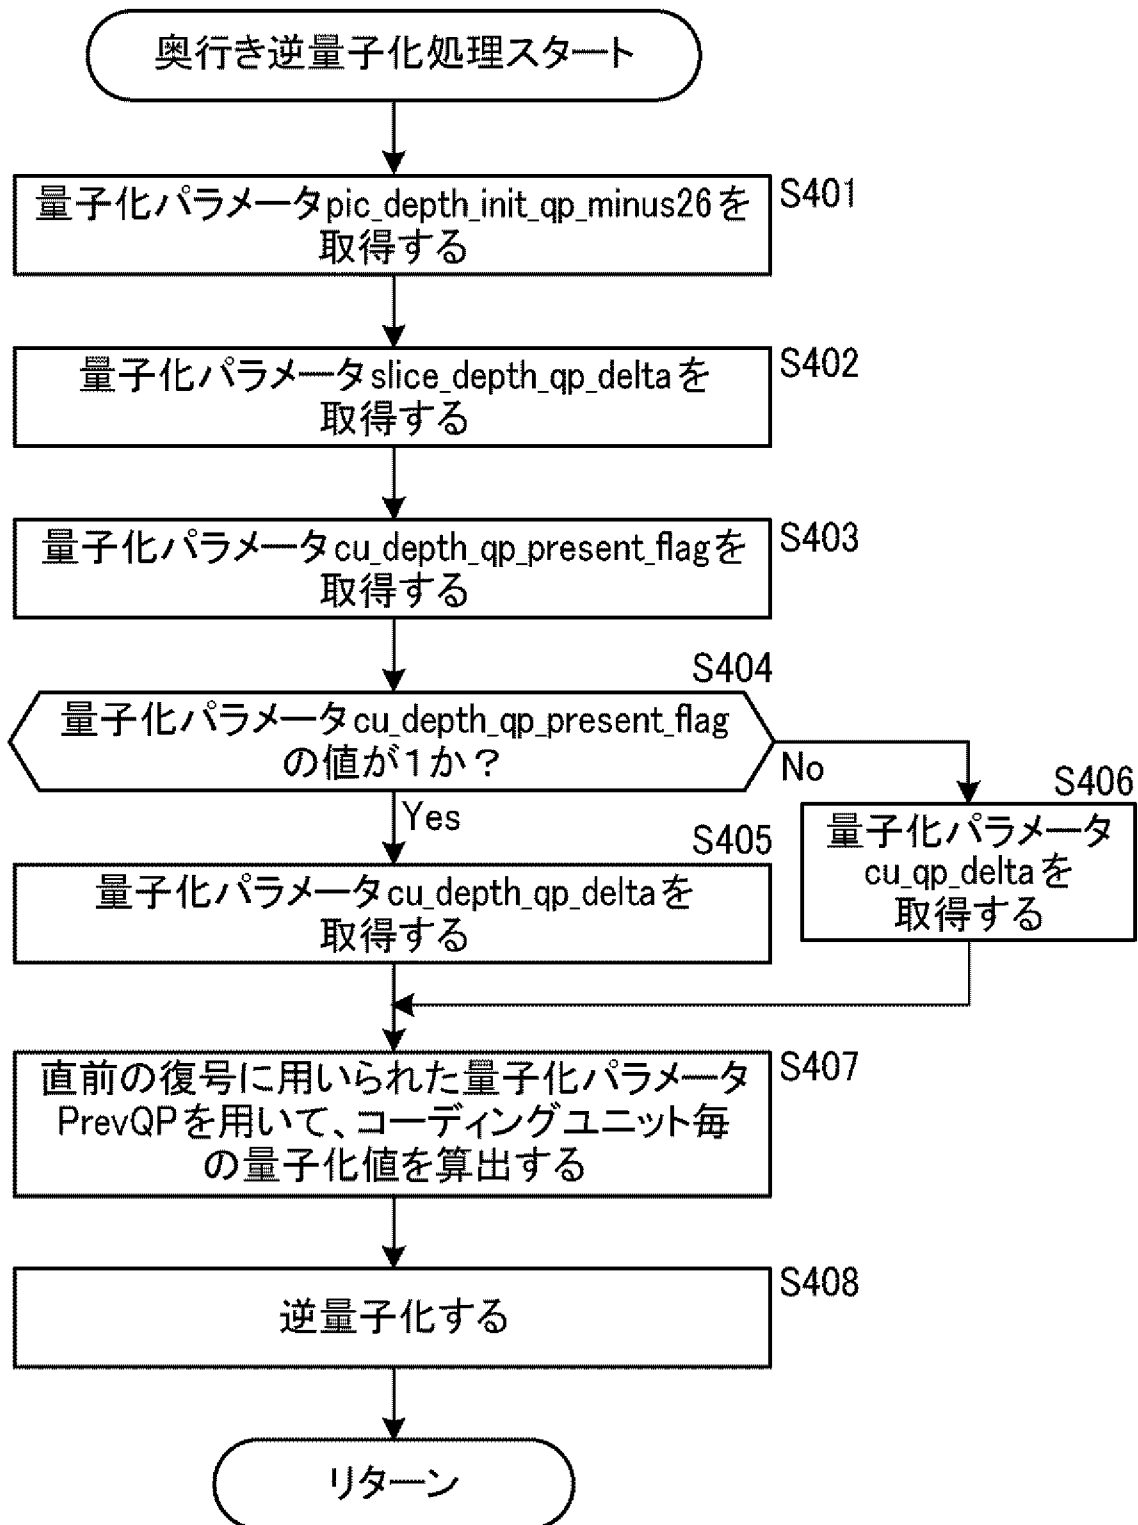 奥行き逆量子化処理スタート
量子化パラメータpic_depth_init_qp_minus26を
取得する
S401
量子化パラメータslice_depth_qp_deltaを
取得する
S402
量子化パラメータcu_depth_qp_present_flagを
取得する
S403
S404
量子化パラメータcu_depth_qp_present_flag
の値が1か？
No
Yes
S405
量子化パラメータcu_depth_qp_deltaを
取得する
S406
量子化パラメータ
cu_qp_deltaを
取得する
直前の復号に用いられた量子化パラメータ
PrevQPを用いて、コーディングユニット毎
の量子化値を算出する
S407
逆量子化する
S408
リターン